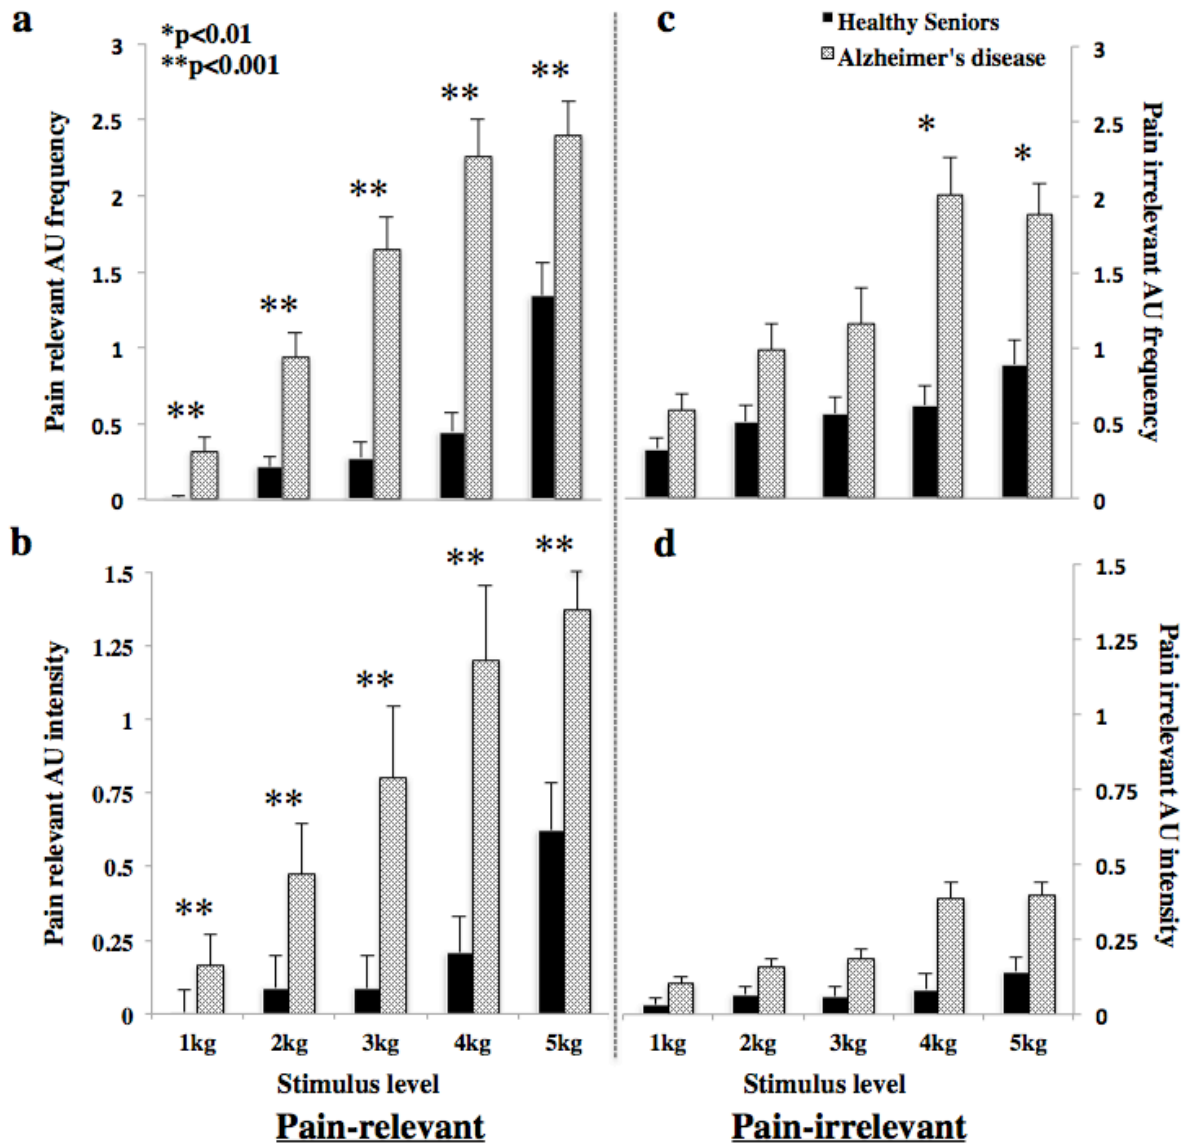 a
*p<0.01
**p<0.001
Pain relevant AU frequency
3
2.5
2
1.5
1
0.5
0
**
**
**
**
**
c
Healthy Seniors
Alzheimer's disease
*
*
3
2.5
2
1.5
1
0.5
0
Pain irrelevant AU frequency
b
Pain relevant AU intensity
1.5
1.25
1
0.75
0.5
0.25
0
**
**
**
**
**
1kg 2kg 3kg 4kg 5kg
Stimulus level
Pain-relevant
d
1.5
1.25
1
0.75
0.5
0.25
0
Pain irrelevant AU intensity
1kg 2kg 3kg 4kg 5kg
Stimulus level
Pain-irrelevant